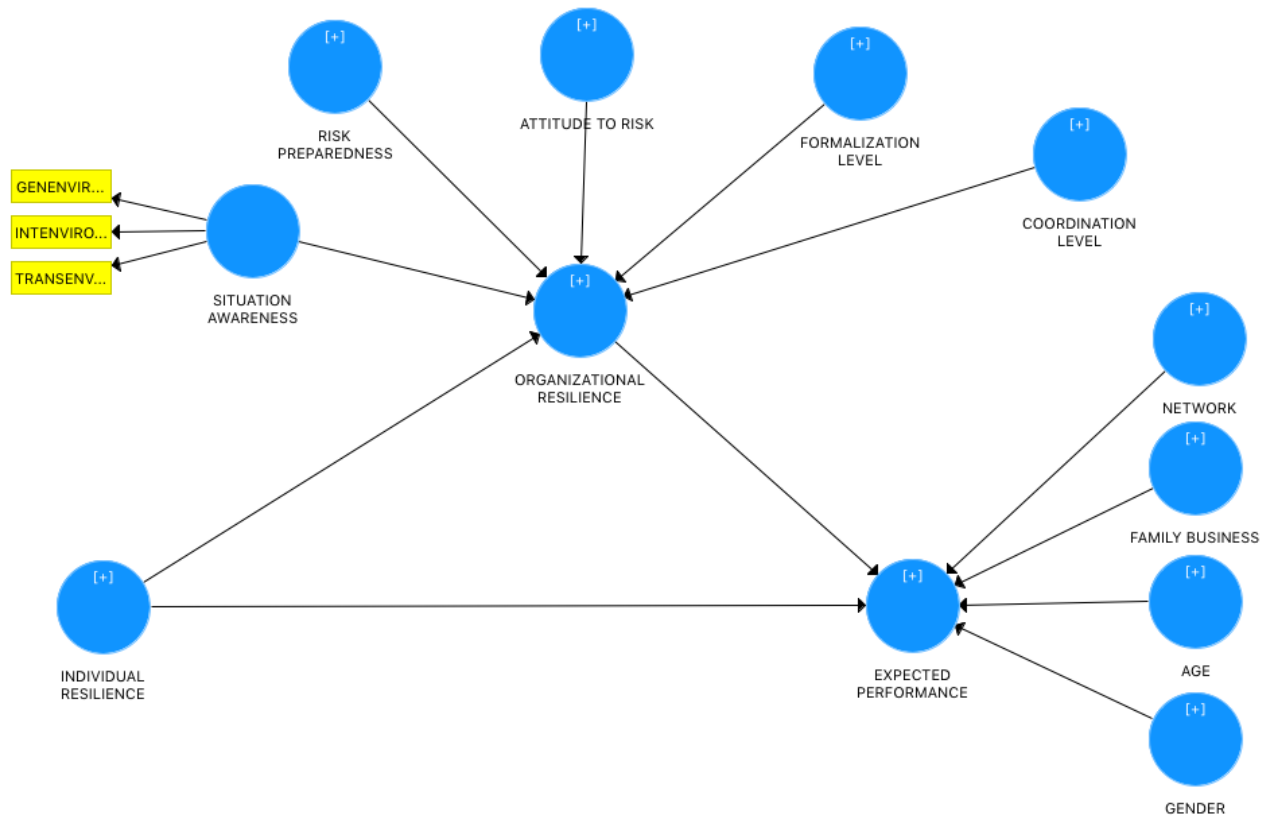 [+]
RISK
PREPAREDNESS
[+]
ATTITUDE TO RISK
[+]
FORMALIZATION
LEVEL
[+]
COORDINATION
LEVEL
GENENVIR...
INTENVIRO...
TRANSENV...
SITUATION
AWARENESS
[+]
ORGANIZATIONAL
RESILIENCE
[+]
NETWORK
[+]
FAMILY BUSINESS
[+]
INDIVIDUAL
RESILIENCE
[+]
EXPECTED
PERFORMANCE
[+]
AGE
[+]
GENDER